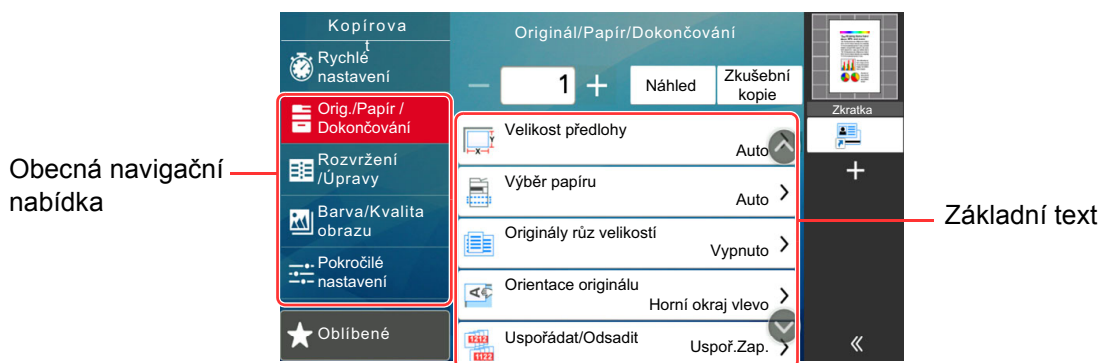 Obecná navigační
nabídka
Kopírova
t
Rychlé
nastavení
Orig./Papír /
Dokončování
Rozvržení
/Úpravy
Barva/Kvalita
obrazu
Pokročilé
nastavení
Oblíbené
Originál/Papír/Dokončování
1
Náhled
Zkušební
kopie
Velikost předlohy
Auto
Výběr papíru
Auto
Originály růz velikostí
Vypnuto
Orientace originálu
Horní okraj vlevo
Uspořádat/Odsadit
Uspoř.Zap.
Zkratka
Základní text